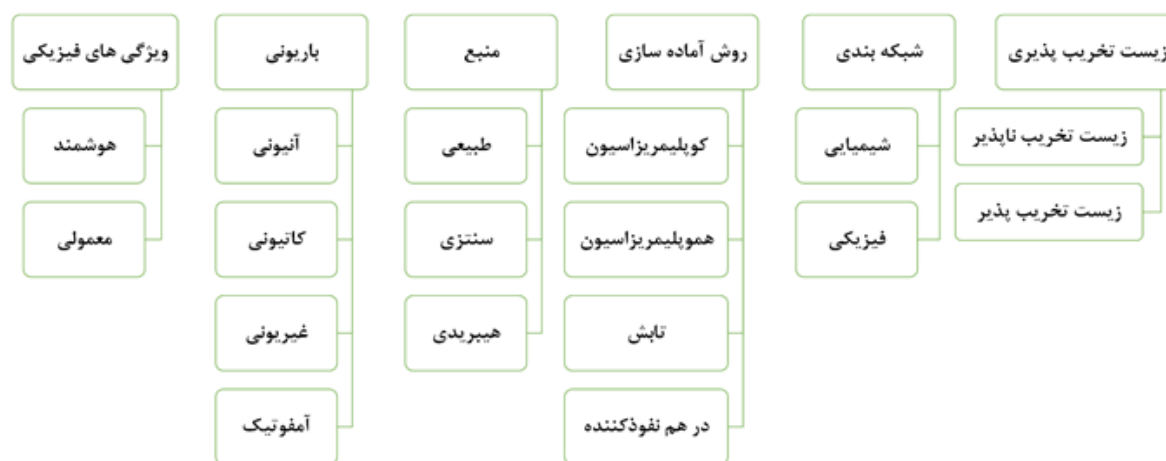 زیست تخریب پذیری
زیست تخریب ناپذیر
زیست تخریب پذیر
شبکه بندی
شیمیایی
فیزیکی
روش آماده سازی
کوپلیمریزاسیون
هموپلیمریزاسیون
تابش
در هم نفوذکننده
منبع
طبیعی
سنتزی
هیبریدی
باریونی
آنیونی
کاتیونی
غیریونی
آمفوتیک
ویژگی های فیزیکی
هوشمند
معمولی